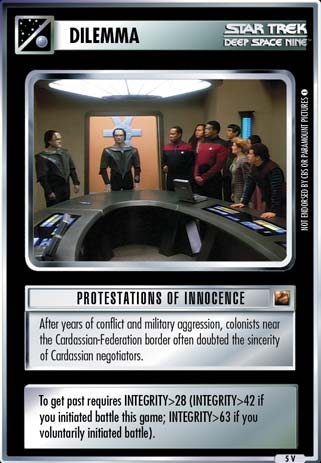 DILEMMA
STAR TREK
DEEP SPACE NINE
NOT ENDORSED BY CBS OR PARAMOUNT PICTURES
PROTESTATIONS OF INNOCENCE
After years of conflict and military aggression, colonists near
the Cardassian-Federation border often doubted the sincerity
of Cardassian negotiators.
To get past requires INTEGRITY>28 (INTEGRITY>42 if
you initiated battle this game; INTEGRITY>63 if you
voluntarily initiated battle).
5 V